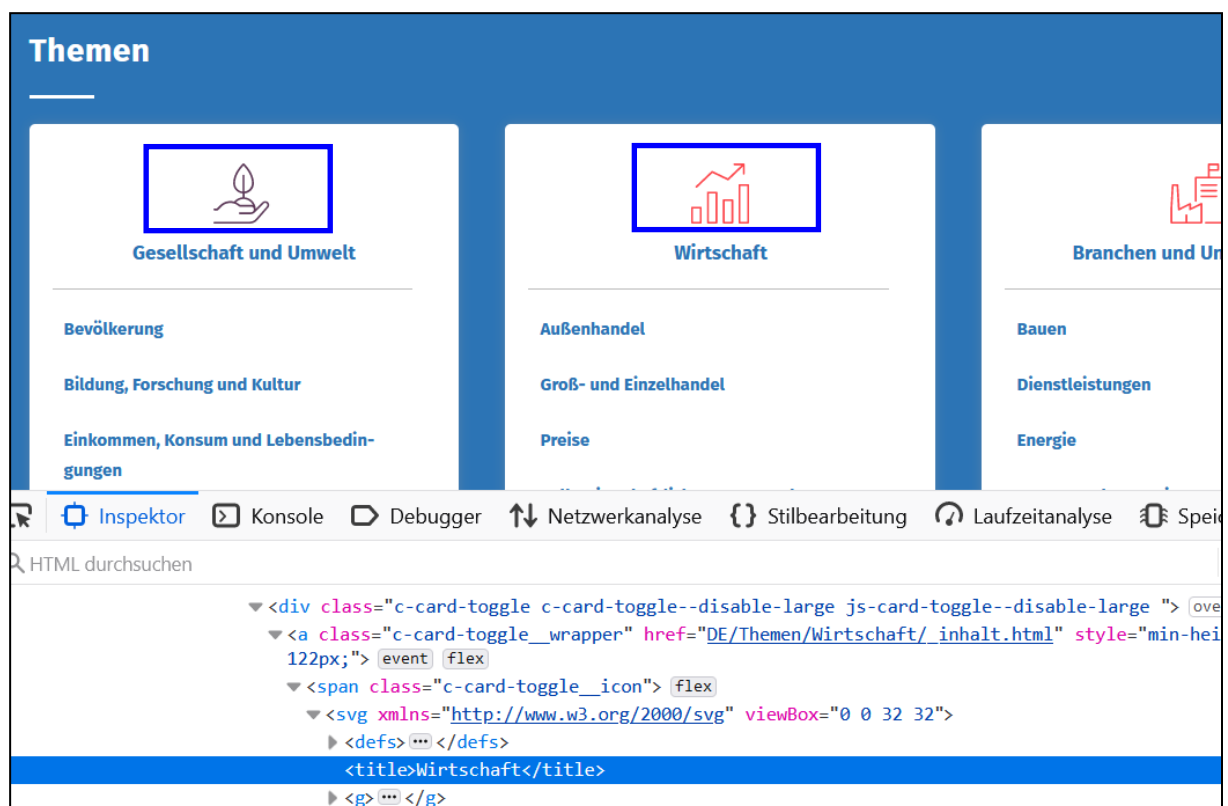 Themen
Gesellschaft und Umwelt
Bevölkerung
Bildung, Forschung und Kultur
Einkommen, Konsum und Lebensbedin-
gungen
Wirtschaft
Außenhandel
Groß- und Einzelhandel
Preise
Branchen und
Bauen
Dienstleistungen
Energie
Inspektor Konsole Debugger Netzwerkanalyse {} Stilbearbeitung Laufzeitanalyse
HTML durchsuchen
<div class="c-card-toggle c-card-toggle--disable-large js-card-toggle--disable-large ">
<a class="c-card-toggle__wrapper" href="DE/Themen/Wirtschaft/_inhalt.html" style="min-hei
122px;"> event flex
<span class="c-card-toggle__icon"> flex
<svg xmlns="http://www.w3.org/2000/svg" viewBox="0 0 32 32">
<defs> ••• </defs>
<title>Wirtschaft</title>
<g> ••• </g>